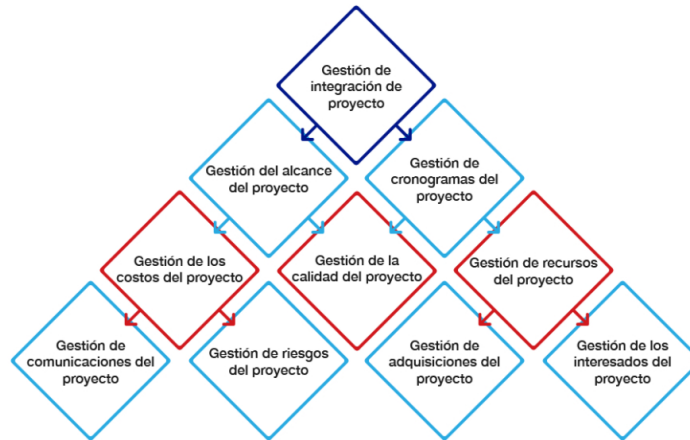 Gestión de
integración de
proyecto
Gestión del alcance
del proyecto
Gestión de
cronogramas del
proyecto
Gestión de los
costos del proyecto
Gestión de la
calidad del proyecto
Gestión de recursos
del proyecto
Gestión de
comunicaciones del
proyecto
Gestión de riesgos
del proyecto
Gestión de
adquisiciones del
proyecto
Gestión de los
interesados del
proyecto